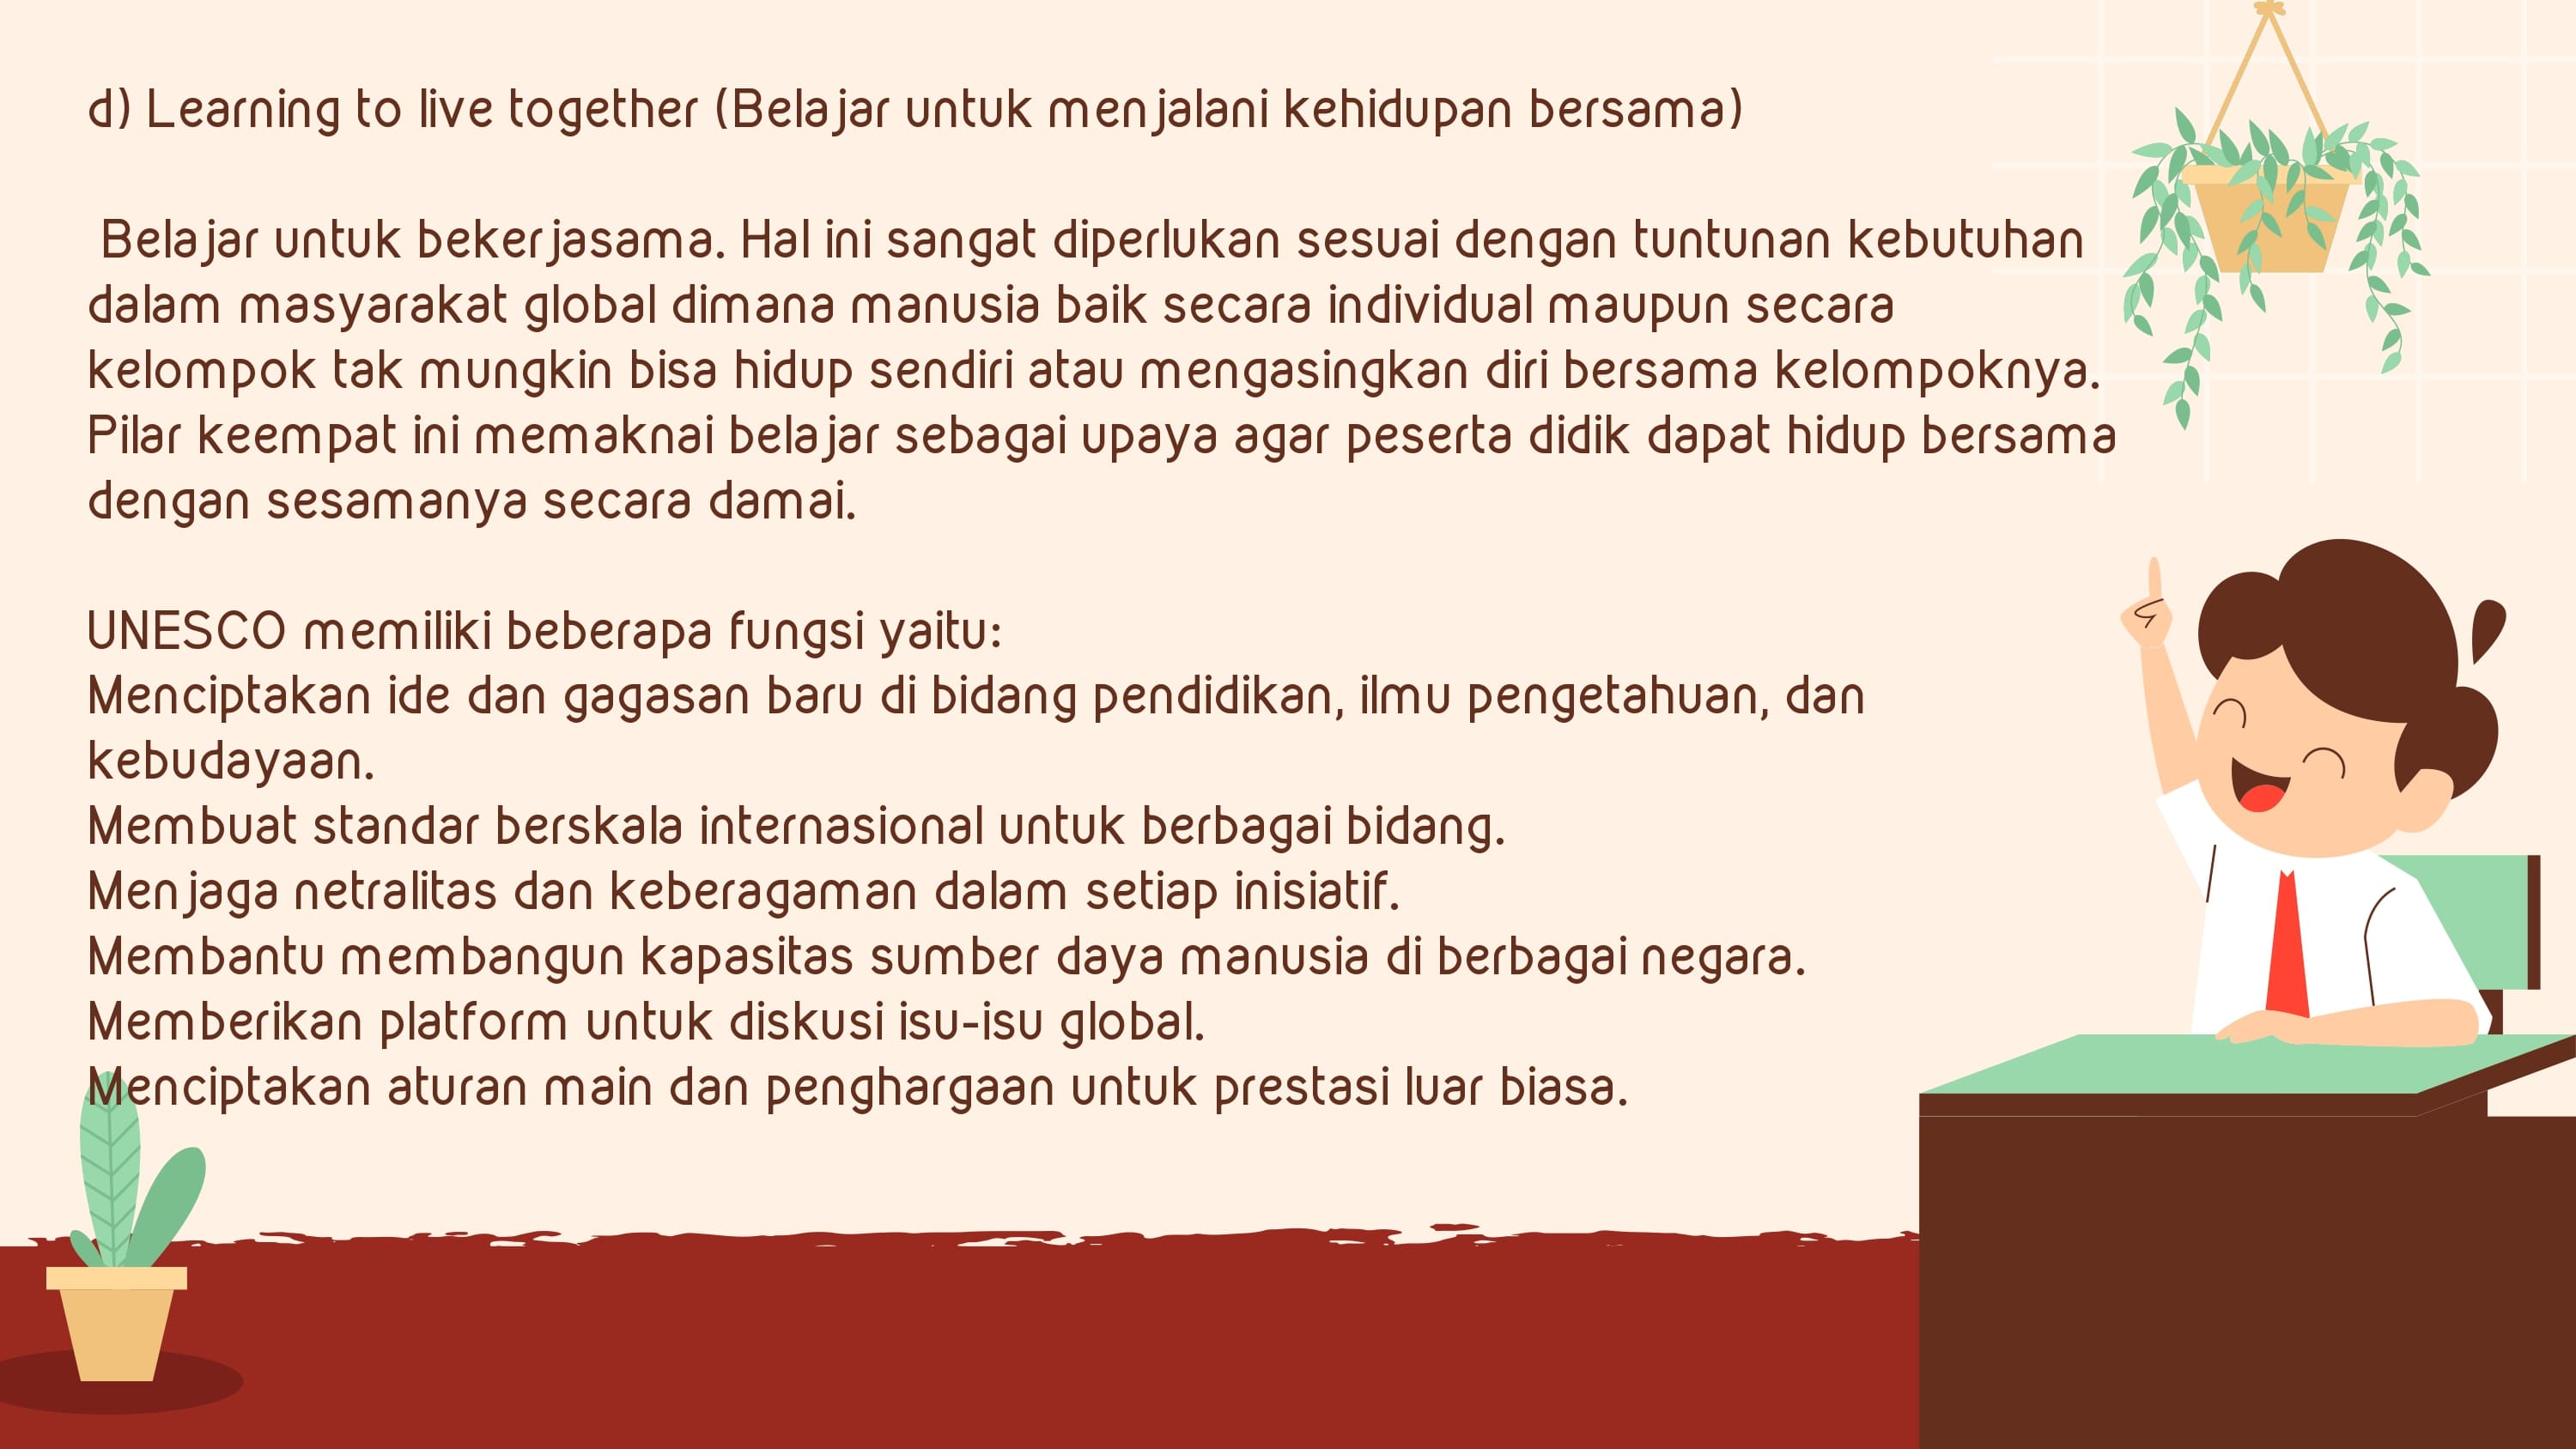 d) Learning to live together (Belajar untuk menjalani kehidupan bersama)
Belajar untuk bekerjasama. Hal ini sangat diperlukan sesuai dengan tuntunan kebutuhan
dalam masyarakat global dimana manusia baik secara individual maupun secara
kelompok tak mungkin bisa hidup sendiri atau mengasingkan diri bersama kelompoknya.
Pilar keempat ini memaknai belajar sebagai upaya agar peserta didik dapat hidup bersama
dengan sesamanya secara damai.
UNESCO memiliki beberapa fungsi yaitu:
Menciptakan ide dan gagasan baru di bidang pendidikan, ilmu pengetahuan, dan
kebudayaan.
Membuat standar berskala internasional untuk berbagai bidang.
Menjaga netralitas dan keberagaman dalam setiap inisiatif.
Membantu membangun kapasitas sumber daya manusia di berbagai negara.
Memberikan platform untuk diskusi isu-isu global.
Menciptakan aturan main dan penghargaan untuk prestasi luar biasa.